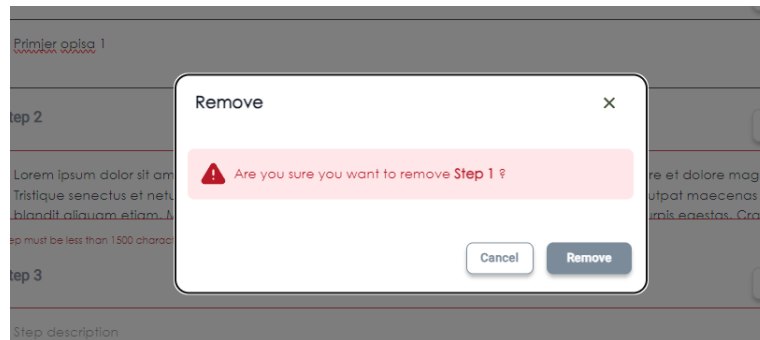 Primjer opisa 1
Remove
tep 2
Are you sure you want to remove Step 1 ?
Lorem ipsum dolor sit am
re et dolore mag
Tristique senectus et netu
utpat maecenas
blandit aliquam etiam. M
urpis egestas. Cra
ep must be less than 1500 charact
Cancel
Remove
tep 3
Step description